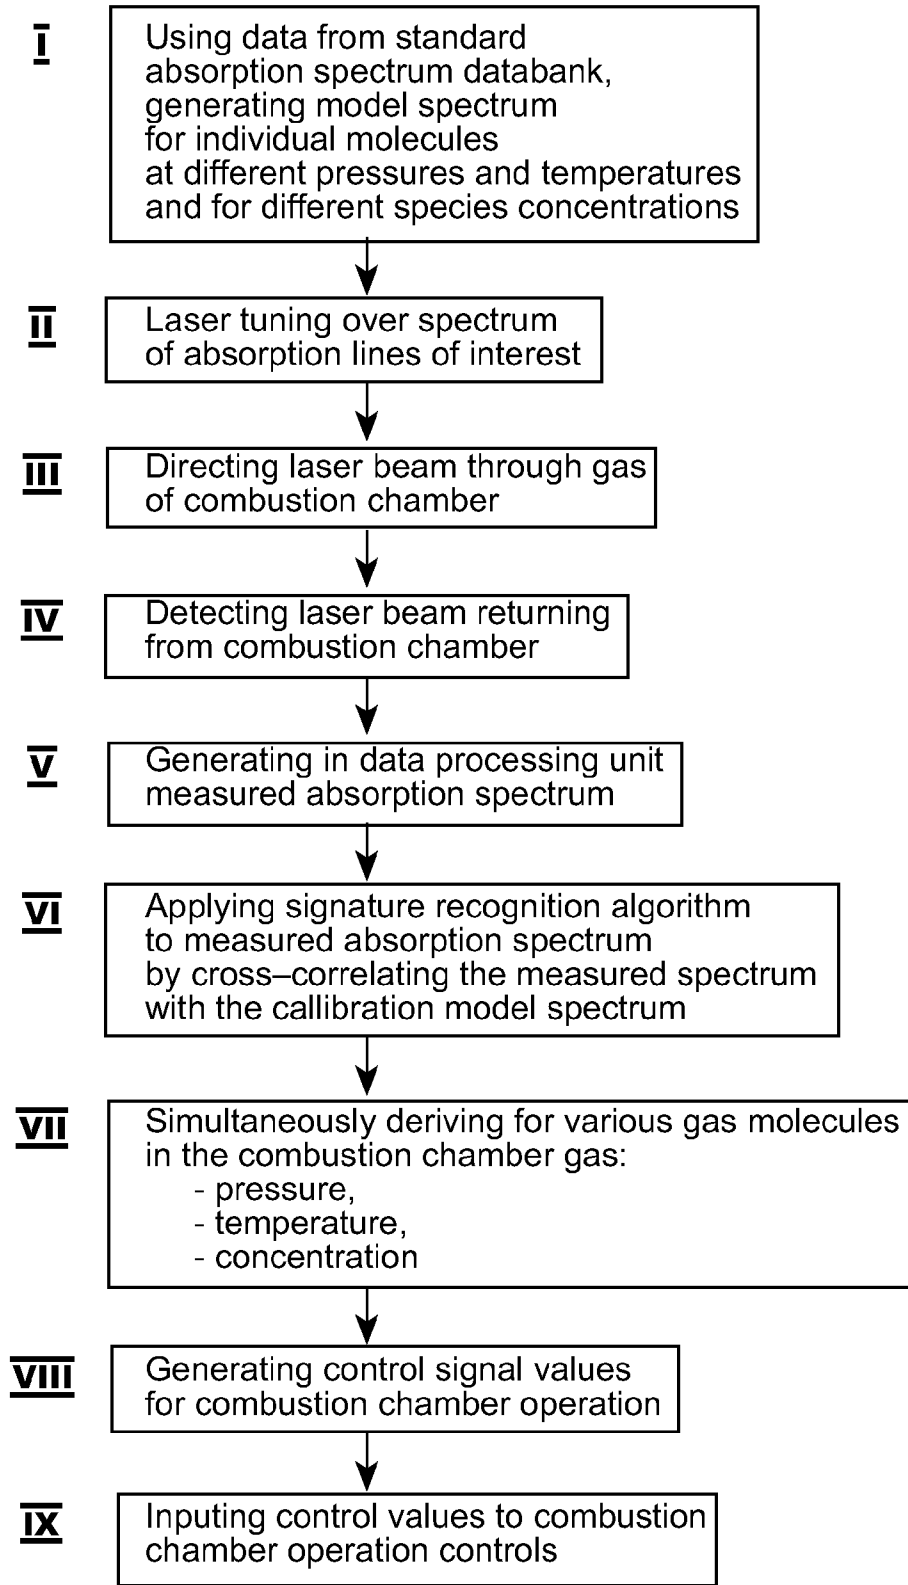 I
Using data from standard
absorption spectrum databank,
generating model spectrum
for individual molecules
at different pressures and temperatures
and for different species concentrations
II
Laser tuning over spectrum
of absorption lines of interest
III
Directing laser beam through gas
of combustion chamber
IV
Detecting laser beam returning
from combustion chamber
V
Generating in data processing unit
measured absorption spectrum
VI
Applying signature recognition algorithm
to measured absorption spectrum
by cross–correlating the measured spectrum
with the callibration model spectrum
VII
Simultaneously deriving for various gas molecules
in the combustion chamber gas:
- pressure,
- temperature,
- concentration
VIII
Generating control signal values
for combustion chamber operation
IX
Inputing control values to combustion
chamber operation controls